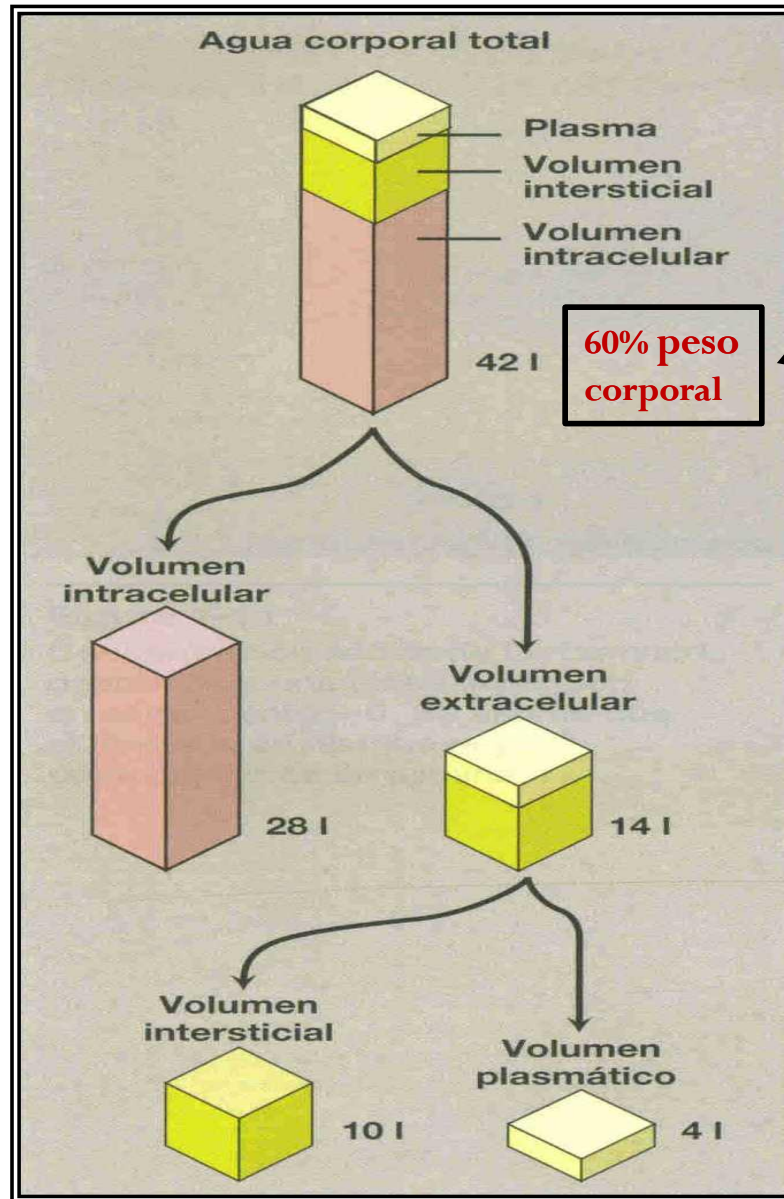 Agua corporal total
Plasma
Volumen
intersticial
Volumen
intracelular
42 l
60% peso
corporal
Volumen
intracelular
28 l
Volumen
extracelular
14 l
Volumen
intersticial
10 l
Volumen
plasmático
4 l